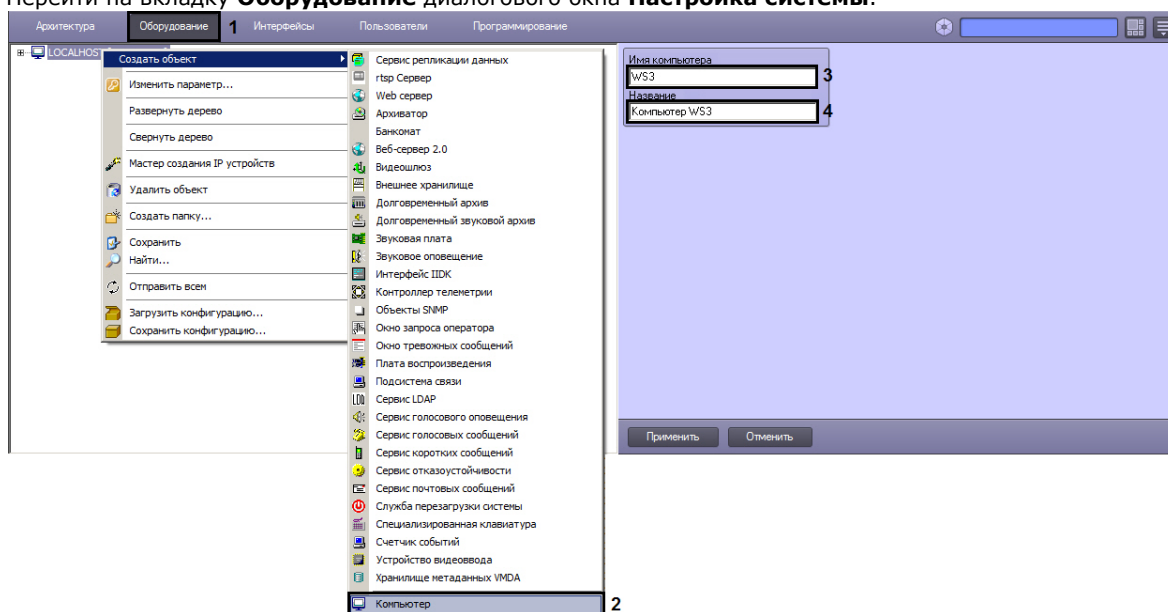 Перейти на вкладку Оборудование диалогового окна Настройка системы.
Архитектура Оборудование 1 Интерфейсы Пользователи Программирование
LOCALHOST
Создать объект
Изменить параметр...
Развернуть дерево
Свернуть дерево
Мастер создания IP устройств
Удалить объект
Создать папку...
Сохранить
Найти...
Отправить всем
Загрузить конфигурацию...
Сохранить конфигурацию...
Сервис репликации данных
rtsp Сервер
Web сервер
Архиватор
Банкомат
Веб-сервер 2.0
Видеошлюз
Внешнее хранилище
Долговременный архив
Долговременный звуковой архив
Звуковая плата
Звуковое оповещение
Интерфейс IIDK
Контроллер телеметрии
Объекты SNMP
Окно запроса оператора
Окно тревожных сообщений
Плата воспроизведения
Подсистема связи
Сервис LDAP
Сервис голосового оповещения
Сервис голосовых сообщений
Сервис коротких сообщений
Сервис отказоустойчивости
Сервис почтовых сообщений
Служба перезагрузки системы
Специализированная клавиатура
Счетчик событий
Устройство видеоввода
Хранилище метаданных VMDA
Компьютер 2
Имя компьютера
WS3 3
Название
Компьютер WS3 4
Применить Отменить